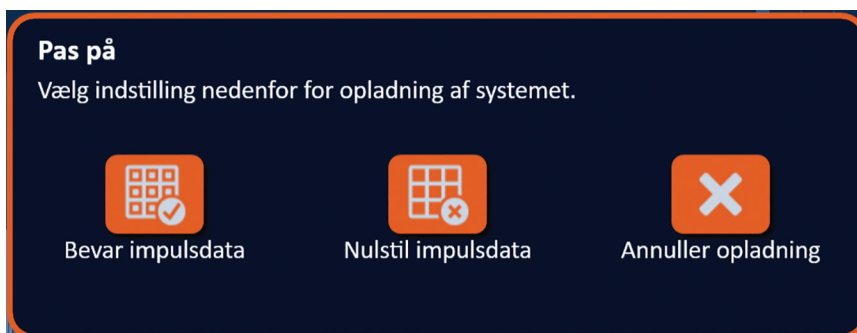 Pas på
Vælg indstilling nedenfor for opladning af systemet.
Bevar impulsdata
Nulstil impulsdata
Annuller opladning